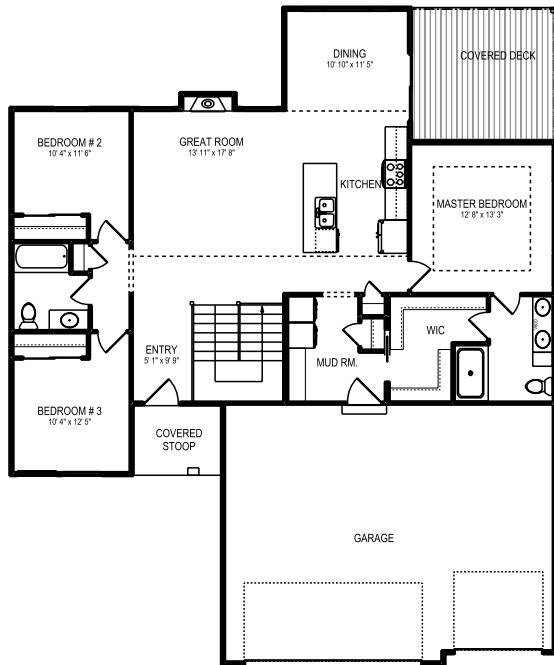 DINING
10' 10" x 11' 5"
COVERED DECK
BEDROOM # 2
10' 4" x 11' 6"
GREAT ROOM
13' 11" x 17' 8"
KITCHEN
MASTER BEDROOM
12' 8" x 13' 3"
ENTRY
5' 1" x 9' 9"
MUD RM.
WIC
BEDROOM # 3
10' 4" x 12' 5"
COVERED
STOOP
GARAGE